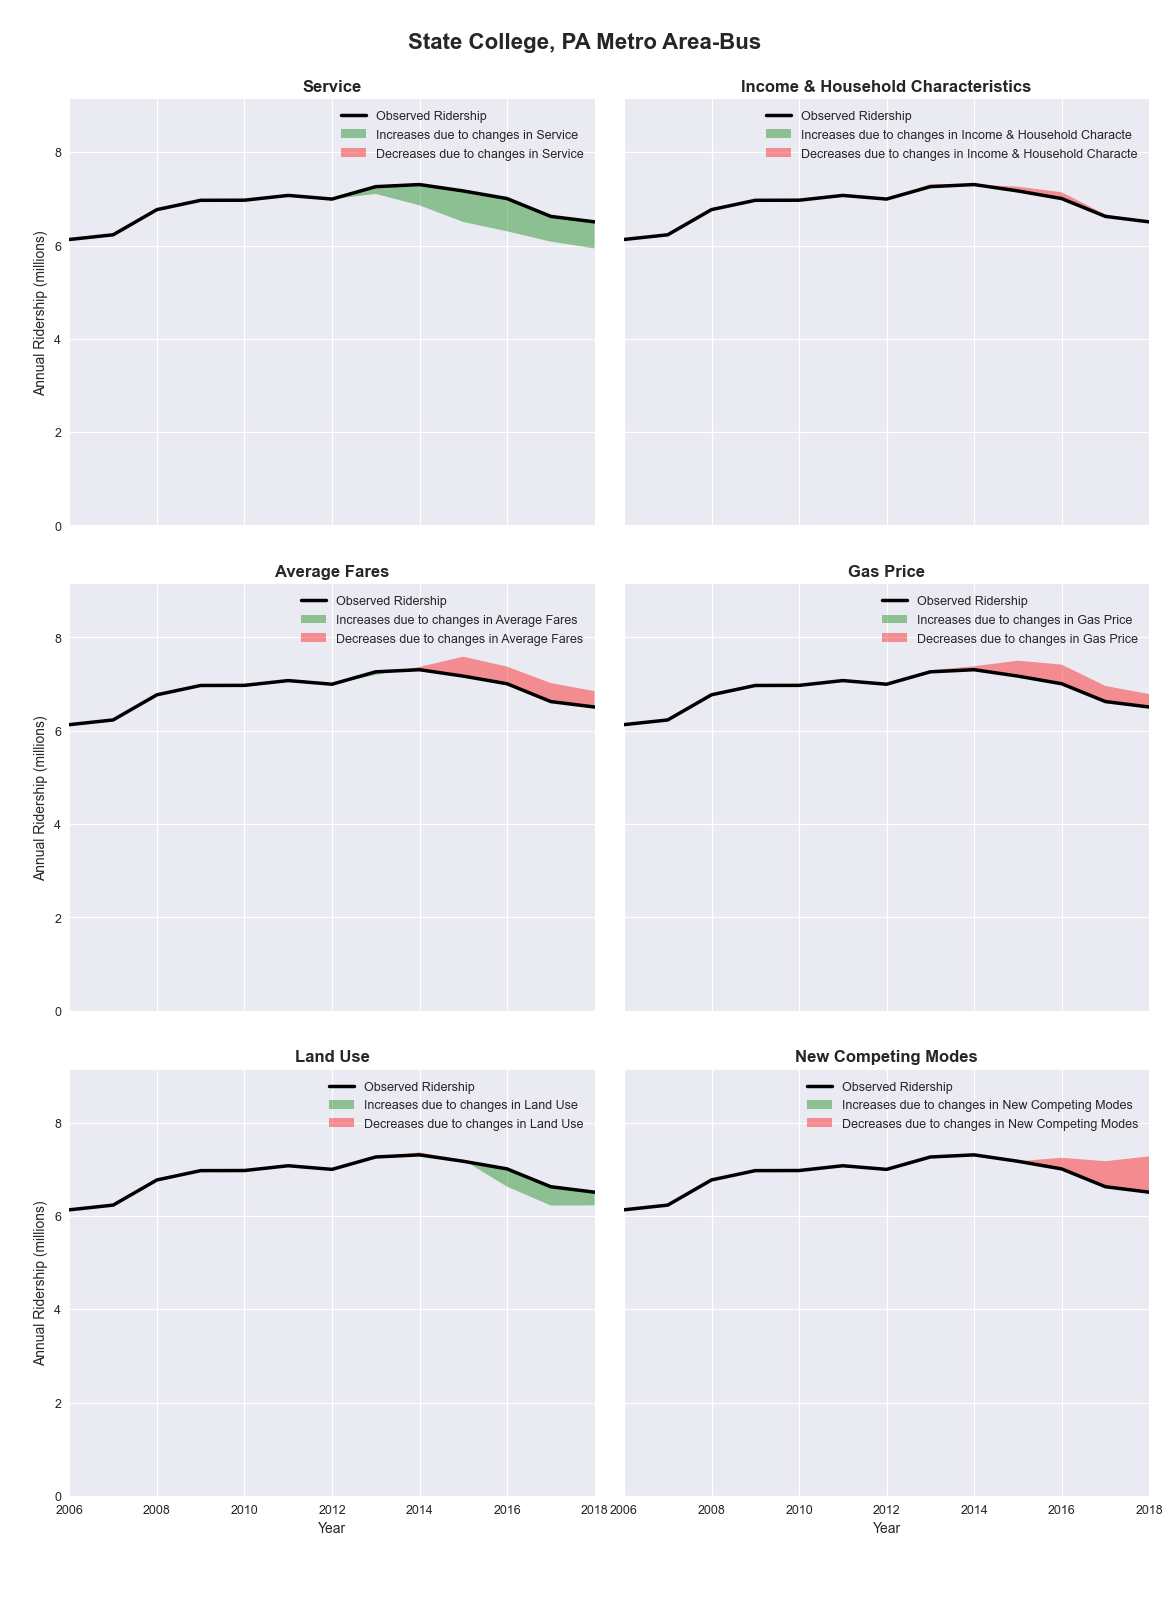 State College, PA Metro Area-Bus
Service
Observed Ridership
Increases due to changes in Service
Decreases due to changes in Service
8
6
4
2
0
Annual Ridership (millions)
Income & Household Characteristics
Observed Ridership
Increases due to changes in Income & Household Characte
Decreases due to changes in Income & Household Characte
Average Fares
Observed Ridership
Increases due to changes in Average Fares
Decreases due to changes in Average Fares
8
6
4
2
0
Annual Ridership (millions)
Gas Price
Observed Ridership
Increases due to changes in Gas Price
Decreases due to changes in Gas Price
Land Use
Observed Ridership
Increases due to changes in Land Use
Decreases due to changes in Land Use
8
6
4
2
0
Annual Ridership (millions)
2006 2008 2010 2012 2014 2016 2018
Year
New Competing Modes
Observed Ridership
Increases due to changes in New Competing Modes
Decreases due to changes in New Competing Modes
2006 2008 2010 2012 2014 2016 2018
Year